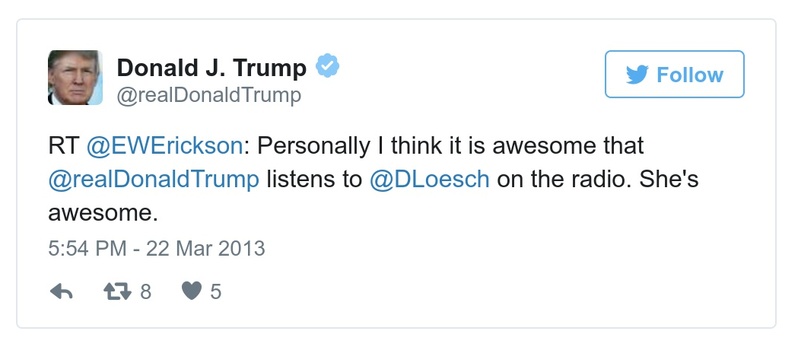 Donald J. Trump
@realDonaldTrump
Follow
RT @EWErickson: Personally I think it is awesome that
@realDonaldTrump listens to @DLoesch on the radio. She's
awesome.
5:54 PM - 22 Mar 2013
8 5